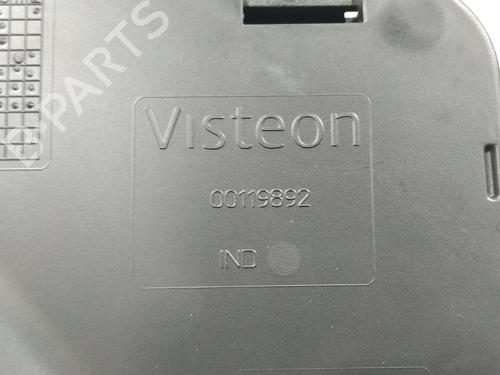 B-PARTS
Visteon
00119892
IND